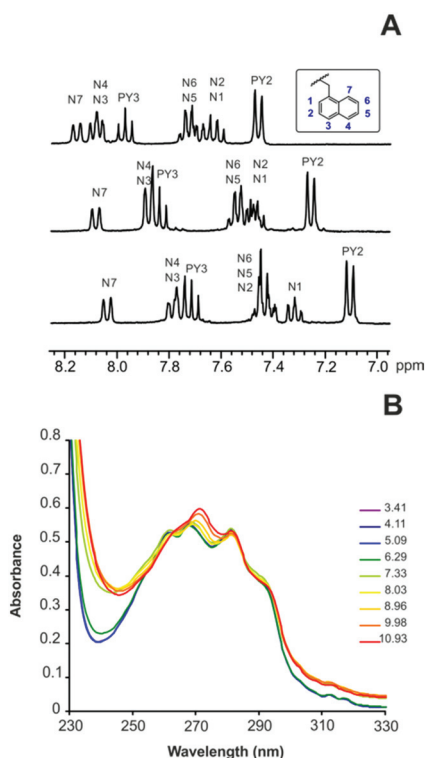 A
N4 N6 N2 PY2
N7 N3 PY3 N5 N1
7
1 6
2 5
3 4
N4 N6 N2 PY2
N7 N3 PY3 N5 N1
N4 N6 PY2
N7 N3 PY3 N5 N1
N2
8.2 8.0 7.8 7.6 7.4 7.2 7.0 ppm
B
0.8
0.7
0.6
0.5
0.4
0.3
0.2
0.1
0
Absorbance
3.41
4.11
5.09
6.29
7.33
8.03
8.96
9.98
10.93
230 250 270 290 310 330
Wavelength (nm)